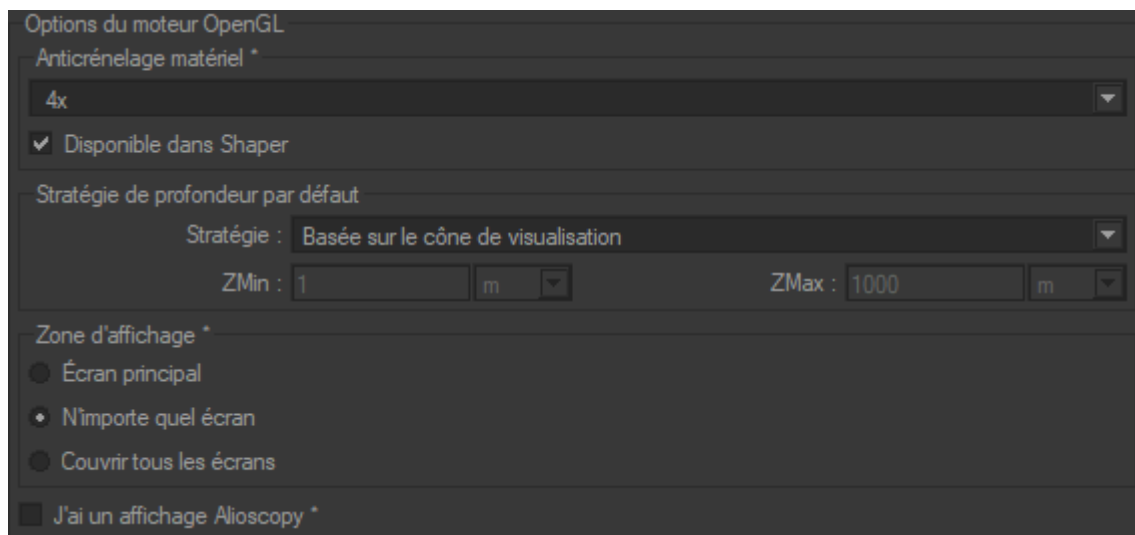 Options du moteur OpenGL
Anticrénelage matériel *
4x
Disponible dans Shaper
Stratégie de profondeur par défaut
Stratégie : Basée sur le cône de visualisation
ZMin : 1 m ZMax : 1000 m
Zone d'affichage *
Écran principal
N'importe quel écran
Couvrir tous les écrans
J'ai un affichage Alioscopy *